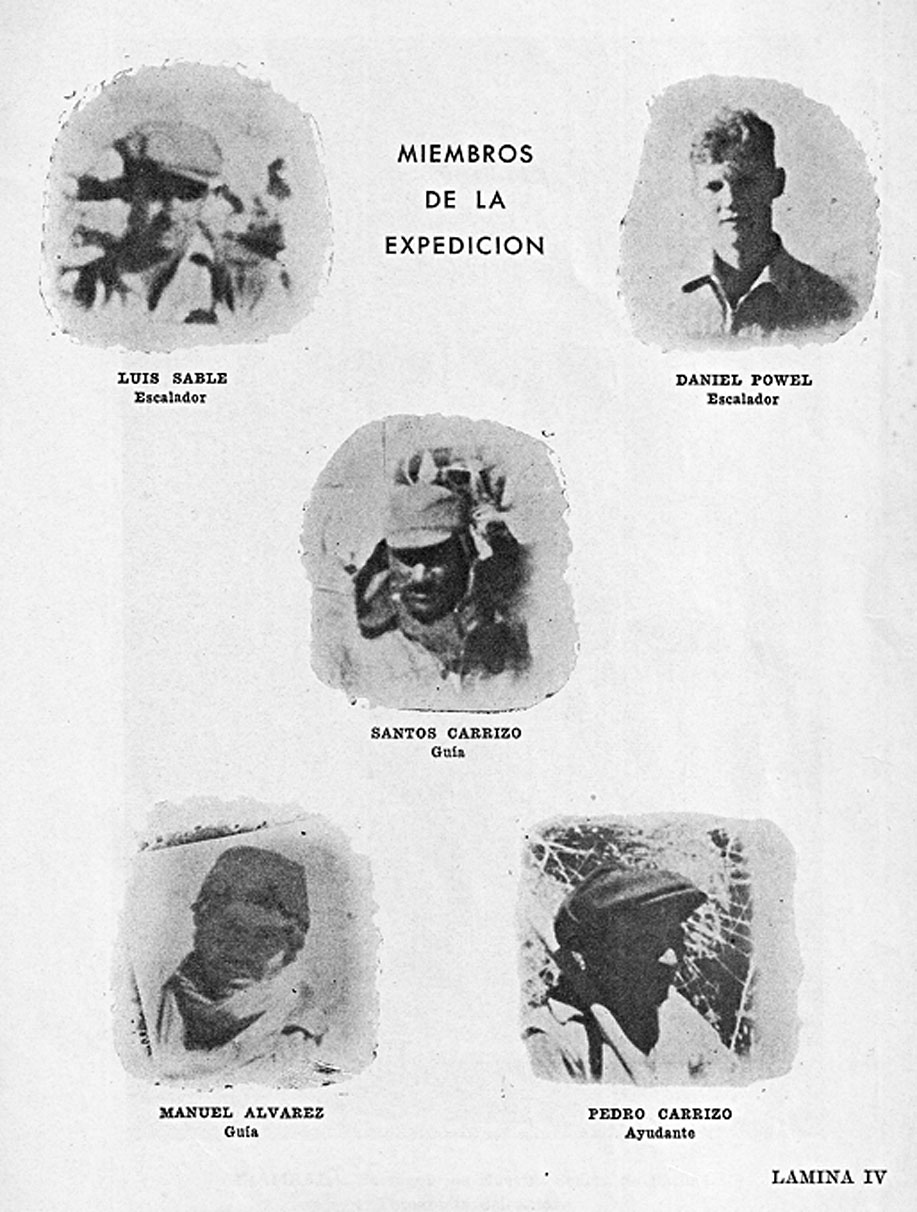 MIEMBROS
DE LA
EXPEDICION
LUIS SABLE
Escalador
DANIEL POWEL
Escalador
SANTOS CARRIZO
Guía
MANUEL ALVAREZ
Guía
PEDRO CARRIZO
Ayudante
LAMINA IV